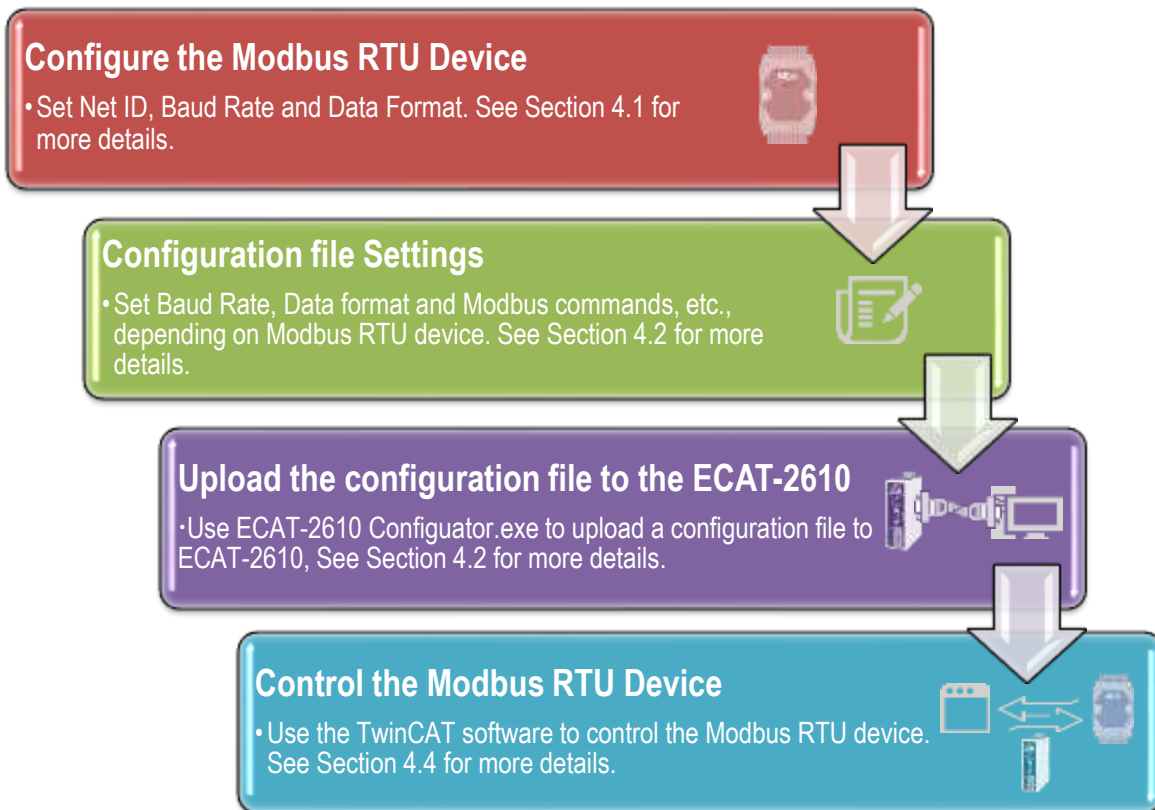 Configure the Modbus RTU Device
•Set Net ID, Baud Rate and Data Format. See Section 4.1 for
more details.
Configuration file Settings
•Set Baud Rate, Data format and Modbus commands, etc.,
depending on Modbus RTU device. See Section 4.2 for more
details.
Upload the configuration file to the ECAT-2610
·Use ECAT-2610 Configuator.exe to upload a configuration file to
ECAT-2610, See Section 4.2 for more details.
Control the Modbus RTU Device
•Use the TwinCAT software to control the Modbus RTU device.
See Section 4.4 for more details.